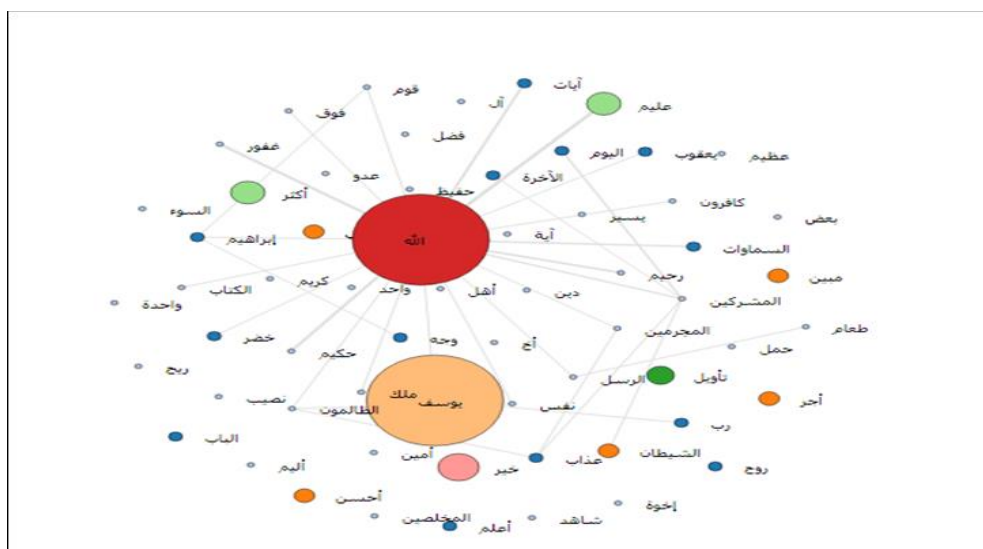 آيات
قوم
آل
عليم
فوق
فضل
غفور
اليوم
يعقوب
عظيم
عدو
الآخرة
أكثر
حفيظ
كافرون
السوء
يسير
بعض
إبراهيم
الله
آية
السماوات
رحيم
مبين
كريم
الكتاب
واحد
أهل
دين
المشركين
واحدة
خضر
وجه
أخ
المجرمين
طعام
حكيم
حمل
ريح
الرسل
تأويل
نصيب
ملك
يوسف
الظالمون
نفس
أجر
رب
الباب
أمين
الشيطان
أليم
خير
عذاب
روح
أحسن
إخوة
المخلصين
أعلم
شاهد